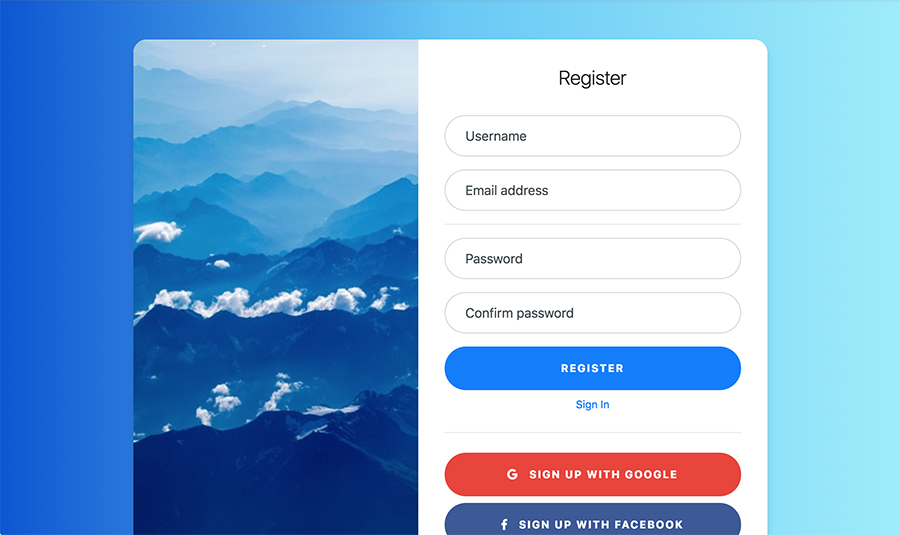 Register
Username
Email address
Password
Confirm password
REGISTER
Sign In
SIGN UP WITH GOOGLE
SIGN UP WITH FACEBOOK